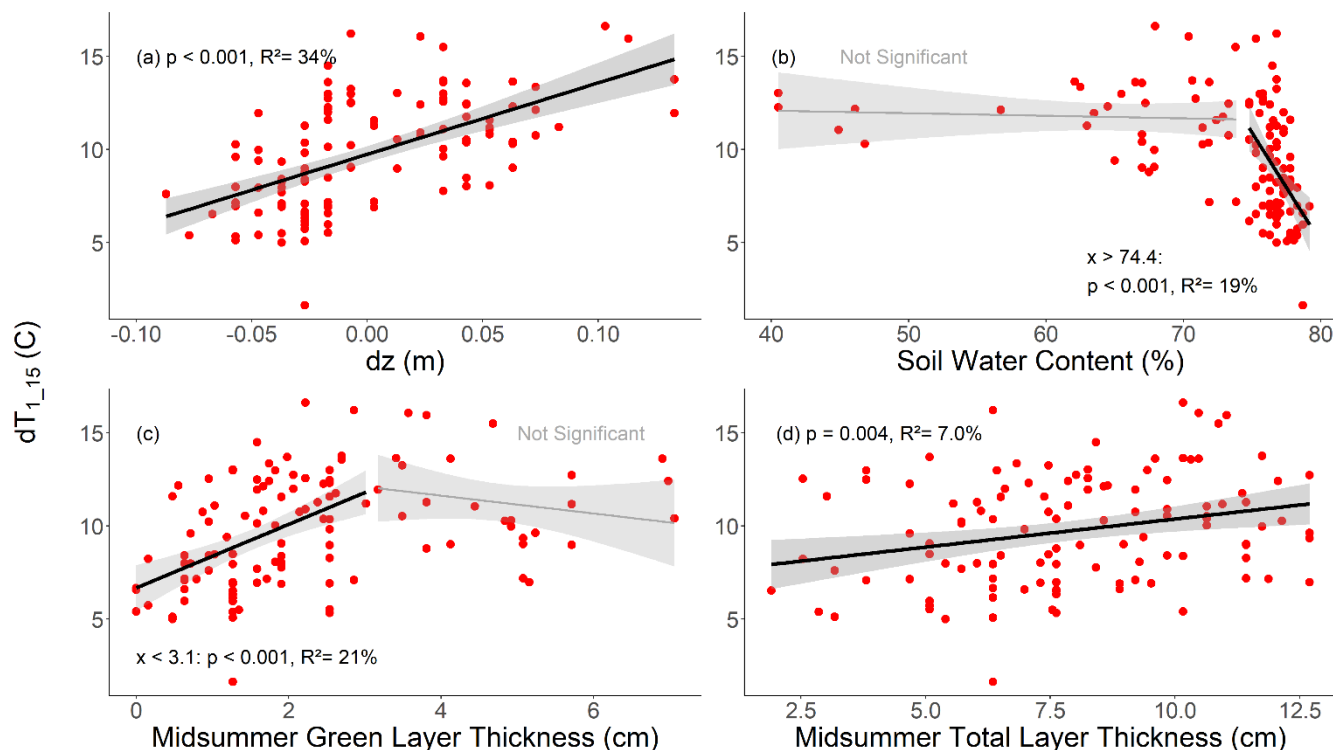 (a) p < 0.001, R²= 34%
15
10
5
-0.10
-0.05
0.00
0.05
0.10
dz (m)
(b)
Not Significant
x > 74.4:
p < 0.001, R²= 19%
15
10
5
40
50
60
70
80
Soil Water Content (%)
dT1_15 (C)
(c)
Not Significant
x < 3.1: p < 0.001, R²= 21%
15
10
5
0
2
4
6
Midsummer Green Layer Thickness (cm)
(d) p = 0.004, R²= 7.0%
15
10
5
2.5
5.0
7.5
10.0
12.5
Midsummer Total Layer Thickness (cm)